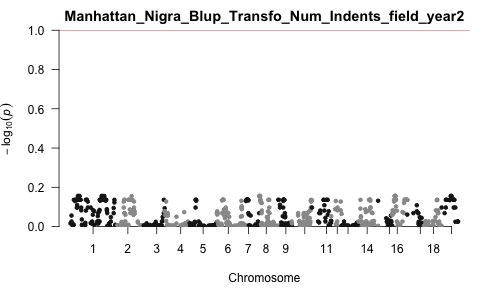 Manhattan_Nigra_Blup_Transfo_Num_Indents_field_year2
− log₁₀(p)
1.0
0.8
0.6
0.4
0.2
0.0
1 2 3 4 5 6 7 8 9 11 14 16 18
Chromosome